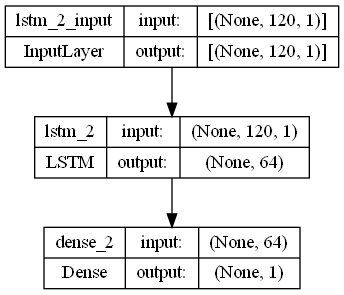 lstm_2_input input: [(None, 120, 1)]
InputLayer output: [(None, 120, 1)]
lstm_2 input: (None, 120, 1)
LSTM output: (None, 64)
dense_2 input: (None, 64)
Dense output: (None, 1)